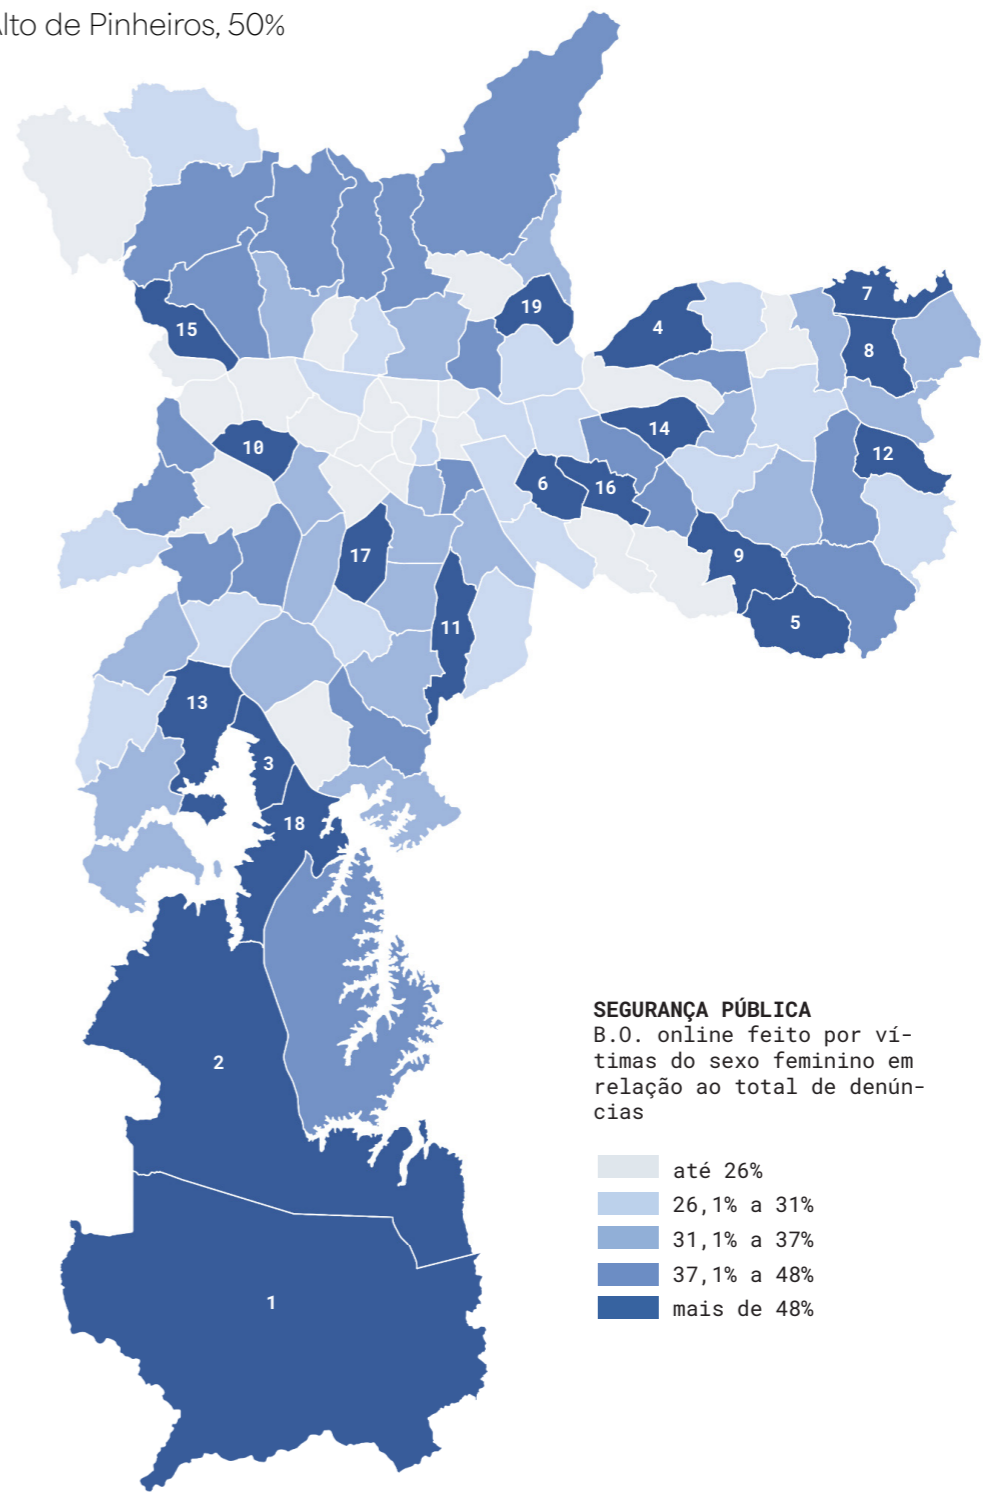 lto de Pinheiros, 50%
19
7
4
15
8
14
10
12
6
16
17
9
5
11
13
3
18
2
1
SEGURANÇA PÚBLICA
B.O. online feito por ví-
timas do sexo feminino em
relação ao total de denún-
cias
até 26%
26,1% a 31%
31,1% a 37%
37,1% a 48%
mais de 48%